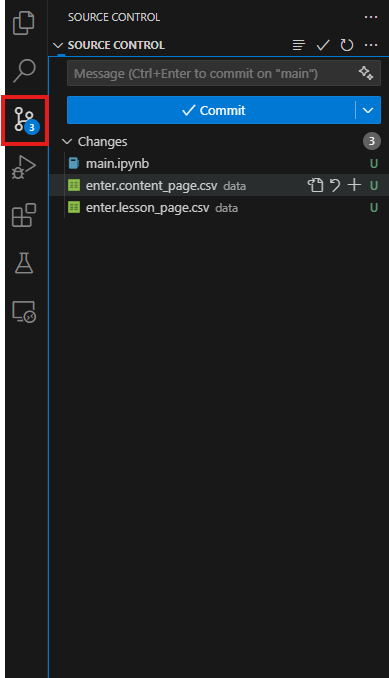 SOURCE CONTROL
SOURCE CONTROL
Message (Ctrl+Enter to commit on "main")
Commit
3
Changes 3
main.ipynb U
enter.content_page.csv data U
enter.lesson_page.csv data U